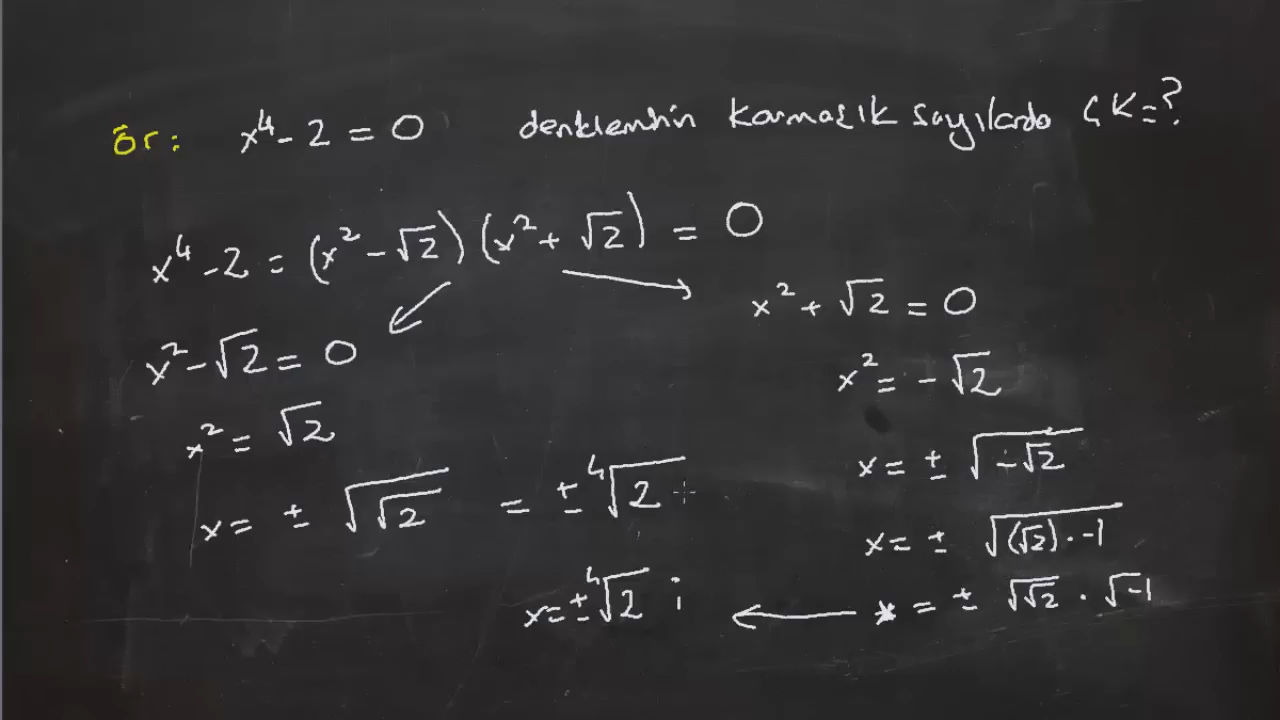 ör: x⁴ - 2 = 0 denkleminin karmaşık sayılarda ÇK=?
x⁴ - 2 = (x² - √2)(x² + √2) = 0
x² - √2 = 0
x² = √2
x = ± √√2 = ± ⁴√2
x² + √2 = 0
x² = - √2
x = ± √-√2
x = ± √(√2) · -1
x = ± √√2 · √-1
x = ± ⁴√2 i